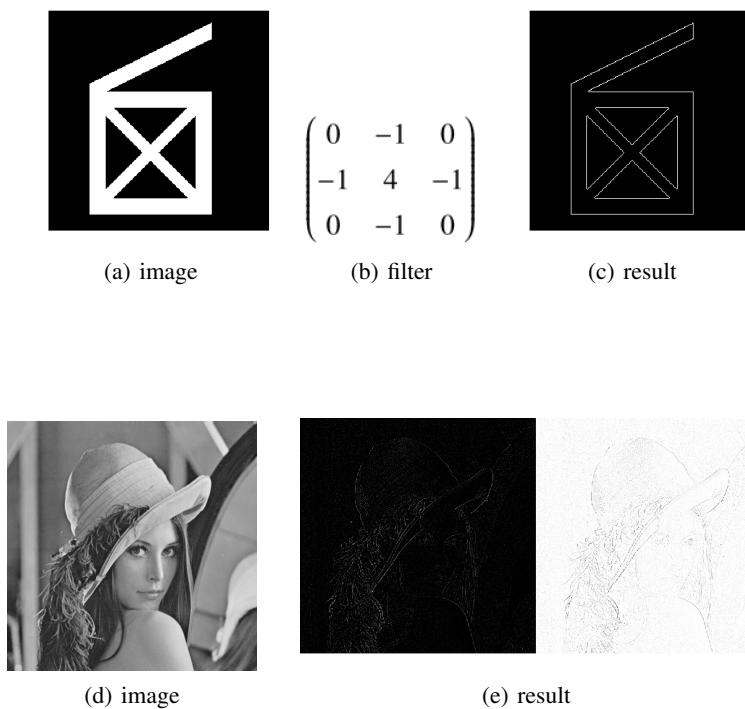 0 −1 0
−1 4 −1
0 −1 0
(a) image
(b) filter
(c) result
(d) image
(e) result